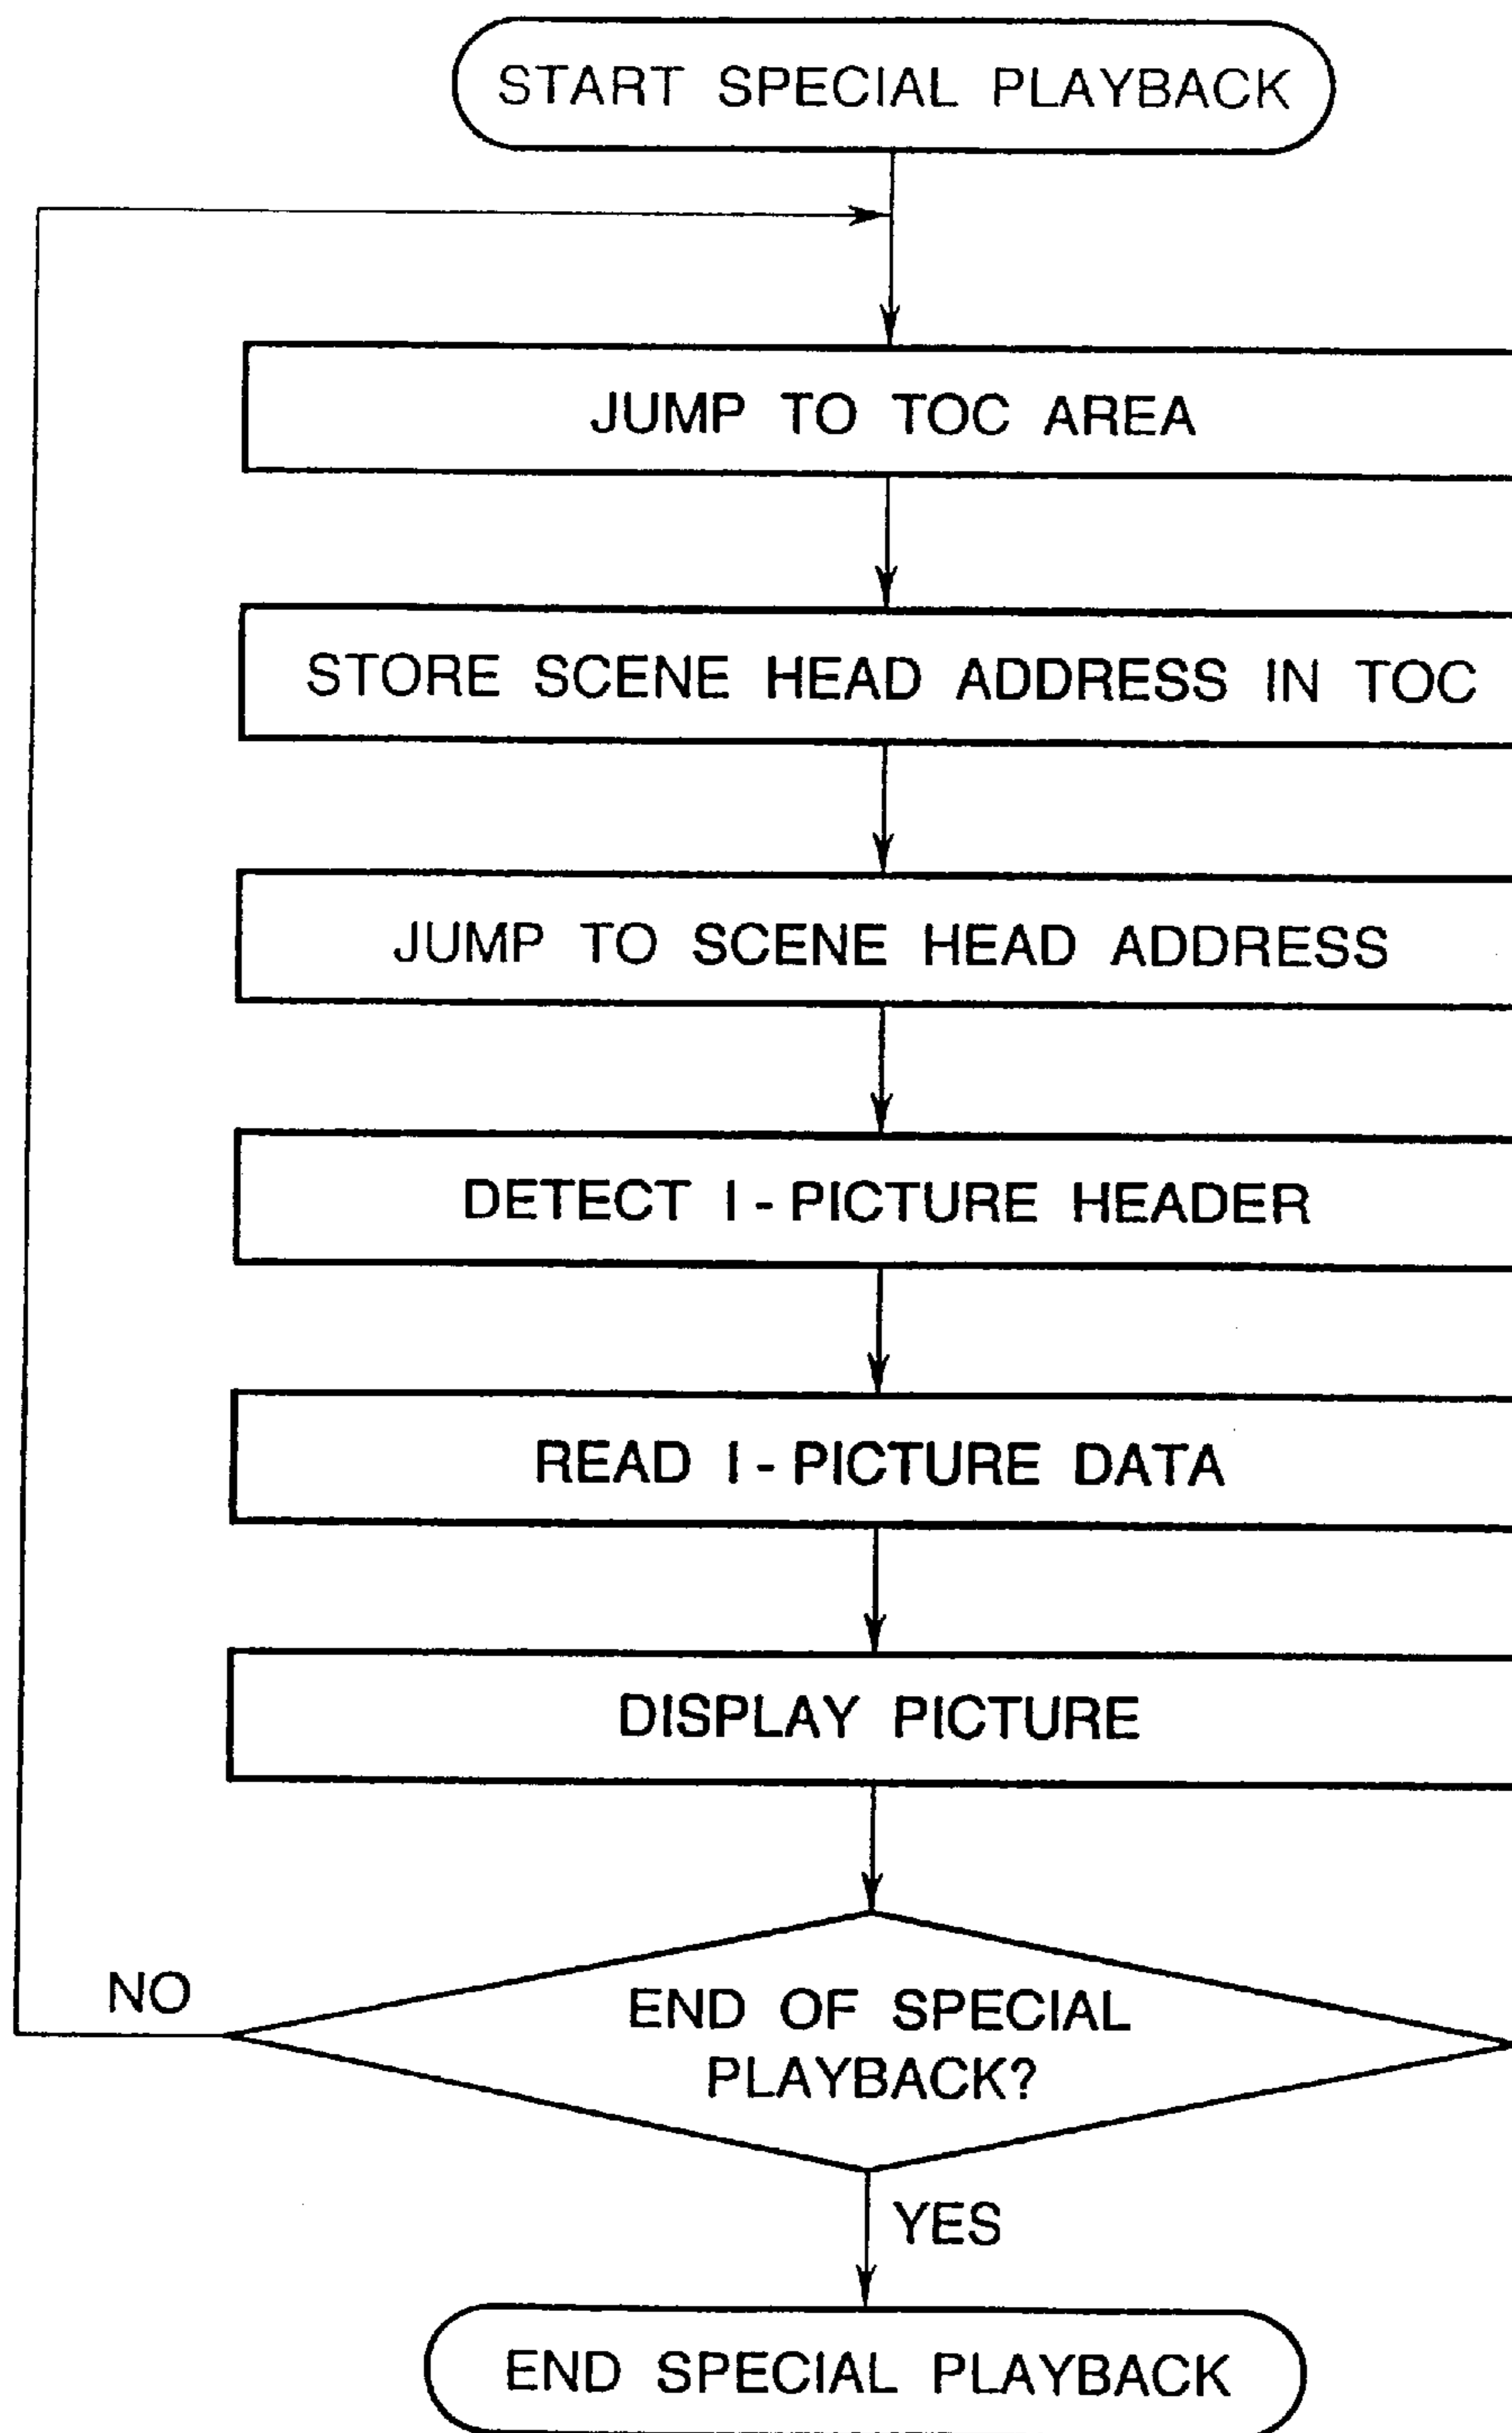 START SPECIAL PLAYBACK
JUMP TO TOC AREA
STORE SCENE HEAD ADDRESS IN TOC
JUMP TO SCENE HEAD ADDRESS
DETECT I - PICTURE HEADER
READ I - PICTURE DATA
DISPLAY PICTURE
NO
END OF SPECIAL
PLAYBACK?
YES
END SPECIAL PLAYBACK